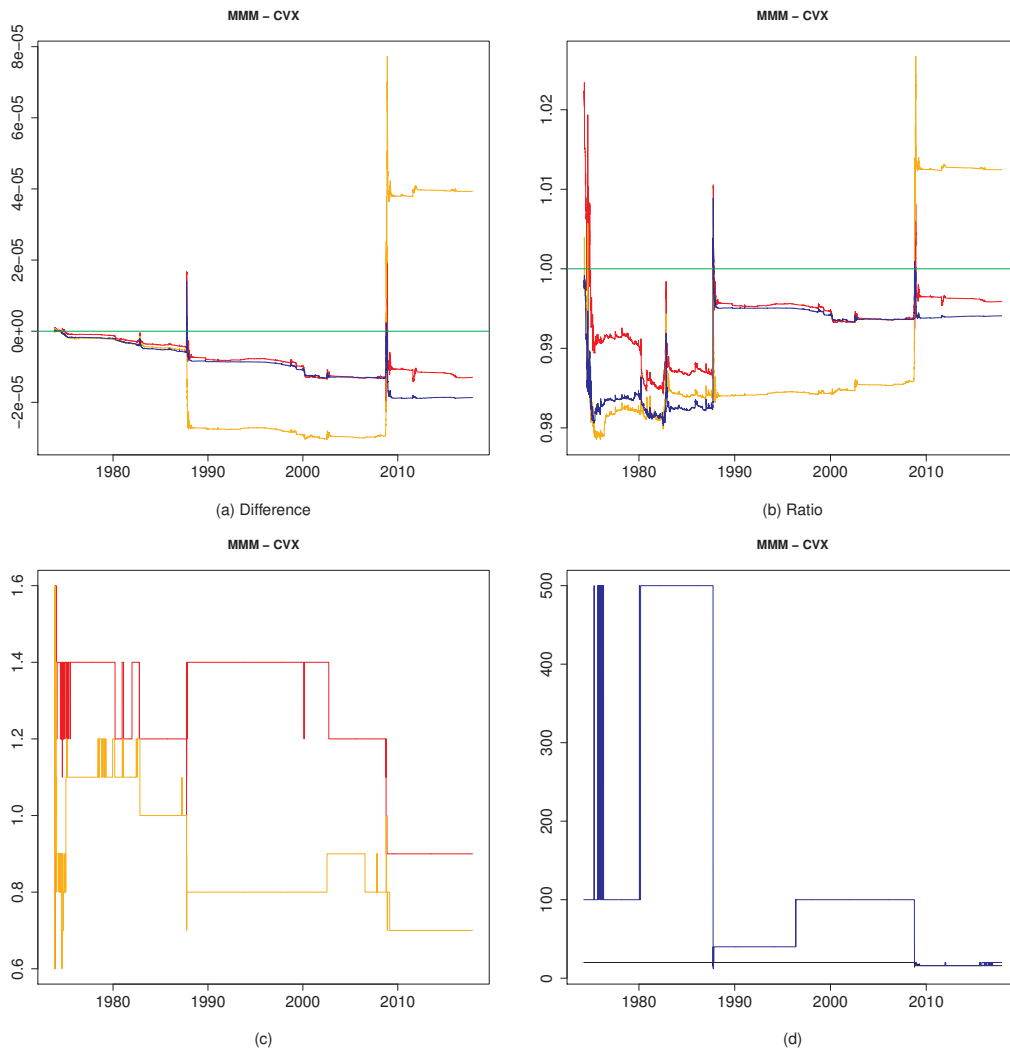 MMM – CVX
8e−05
6e−05
4e−05
2e−05
0e+00
−2e−05
1980 1990 2000 2010
(a) Difference
MMM – CVX
1.02
1.01
1.00
0.99
0.98
1980 1990 2000 2010
(b) Ratio
MMM – CVX
1.6
1.4
1.2
1.0
0.8
0.6
1980 1990 2000 2010
(c)
MMM – CVX
500
400
300
200
100
0
1980 1990 2000 2010
(d)